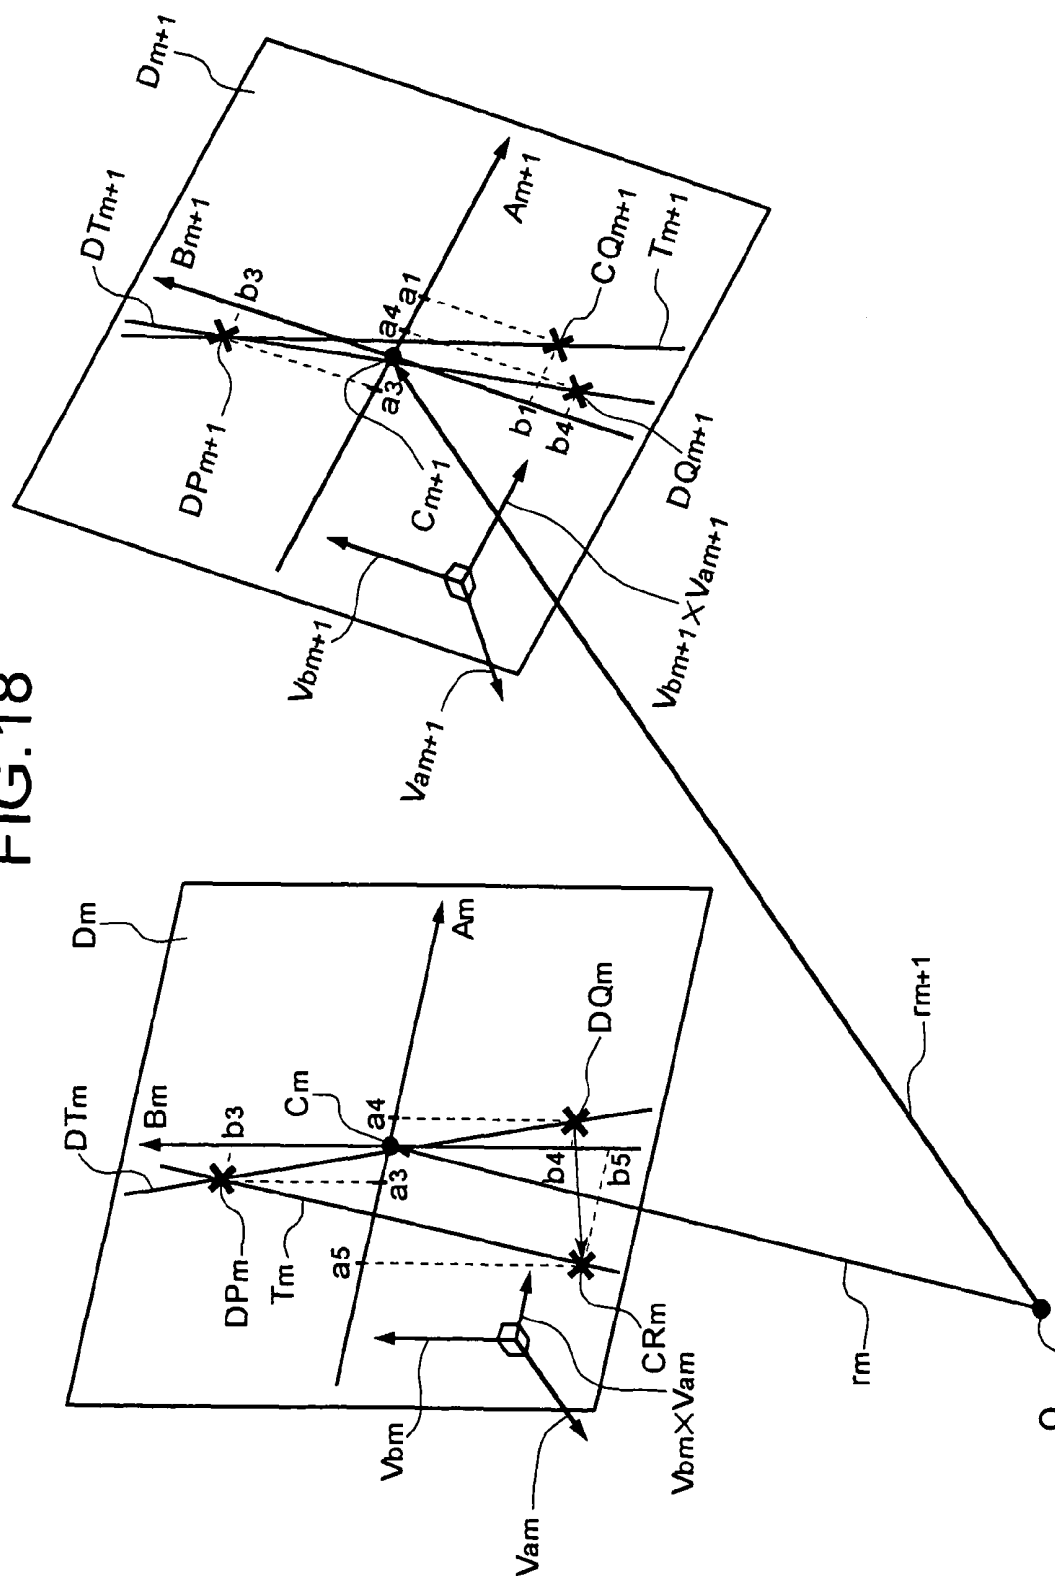 FIG.18
Dm+1
DTm+1
Bm+1
b3
Am+1
a4
a1
a3
DPm+1
Cm+1
CQm+1
Tm+1
b1
b4
DQm+1
Vbm+1
Vam+1
Vbm+1×Vam+1
Dm
DTm
Bm
b3
Cm
a4
Am
a3
DPm
Tm
a5
b4
b5
DQm
CRm
Vbm
Vam
Vbm×Vam
rm
rm+1